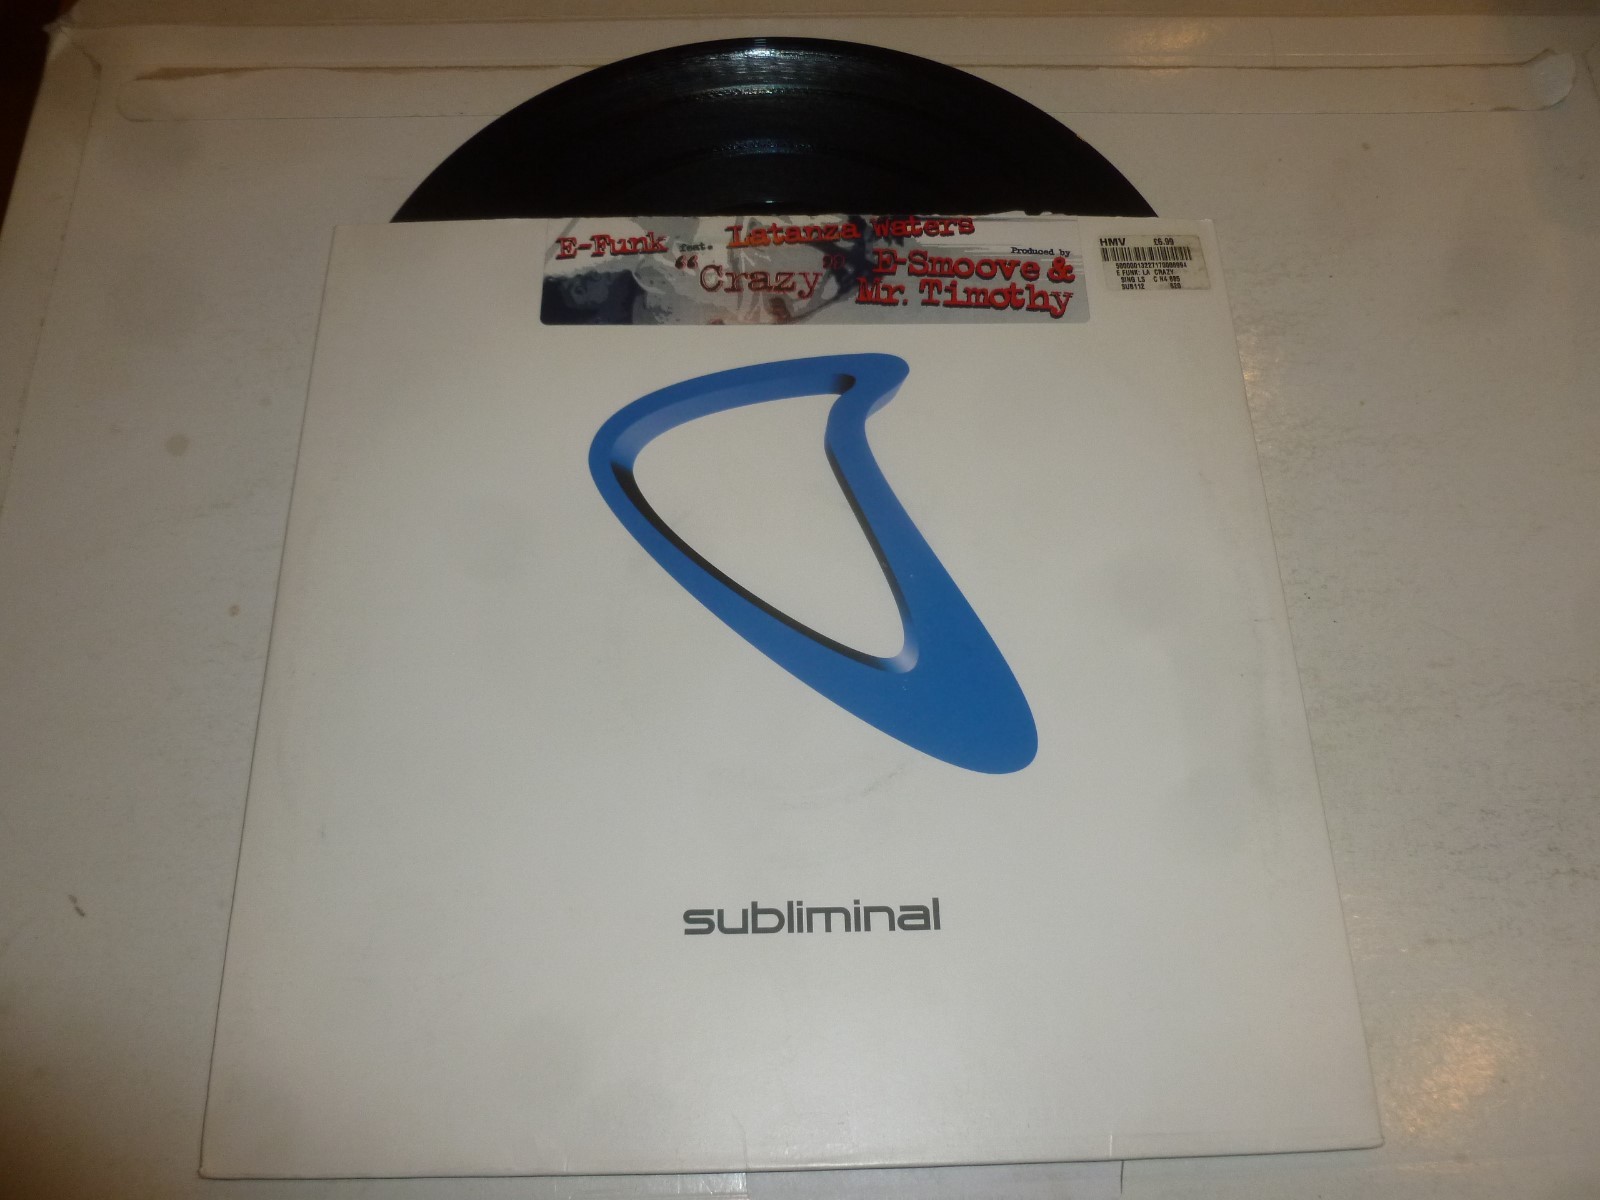 E-Funk feat. Latanza Waters
"Crazy"
Produced by
E-Smoove &
Mr. Timothy
HMV £6.99
E FUNK: LA CRAZY
SUB112
subliminal